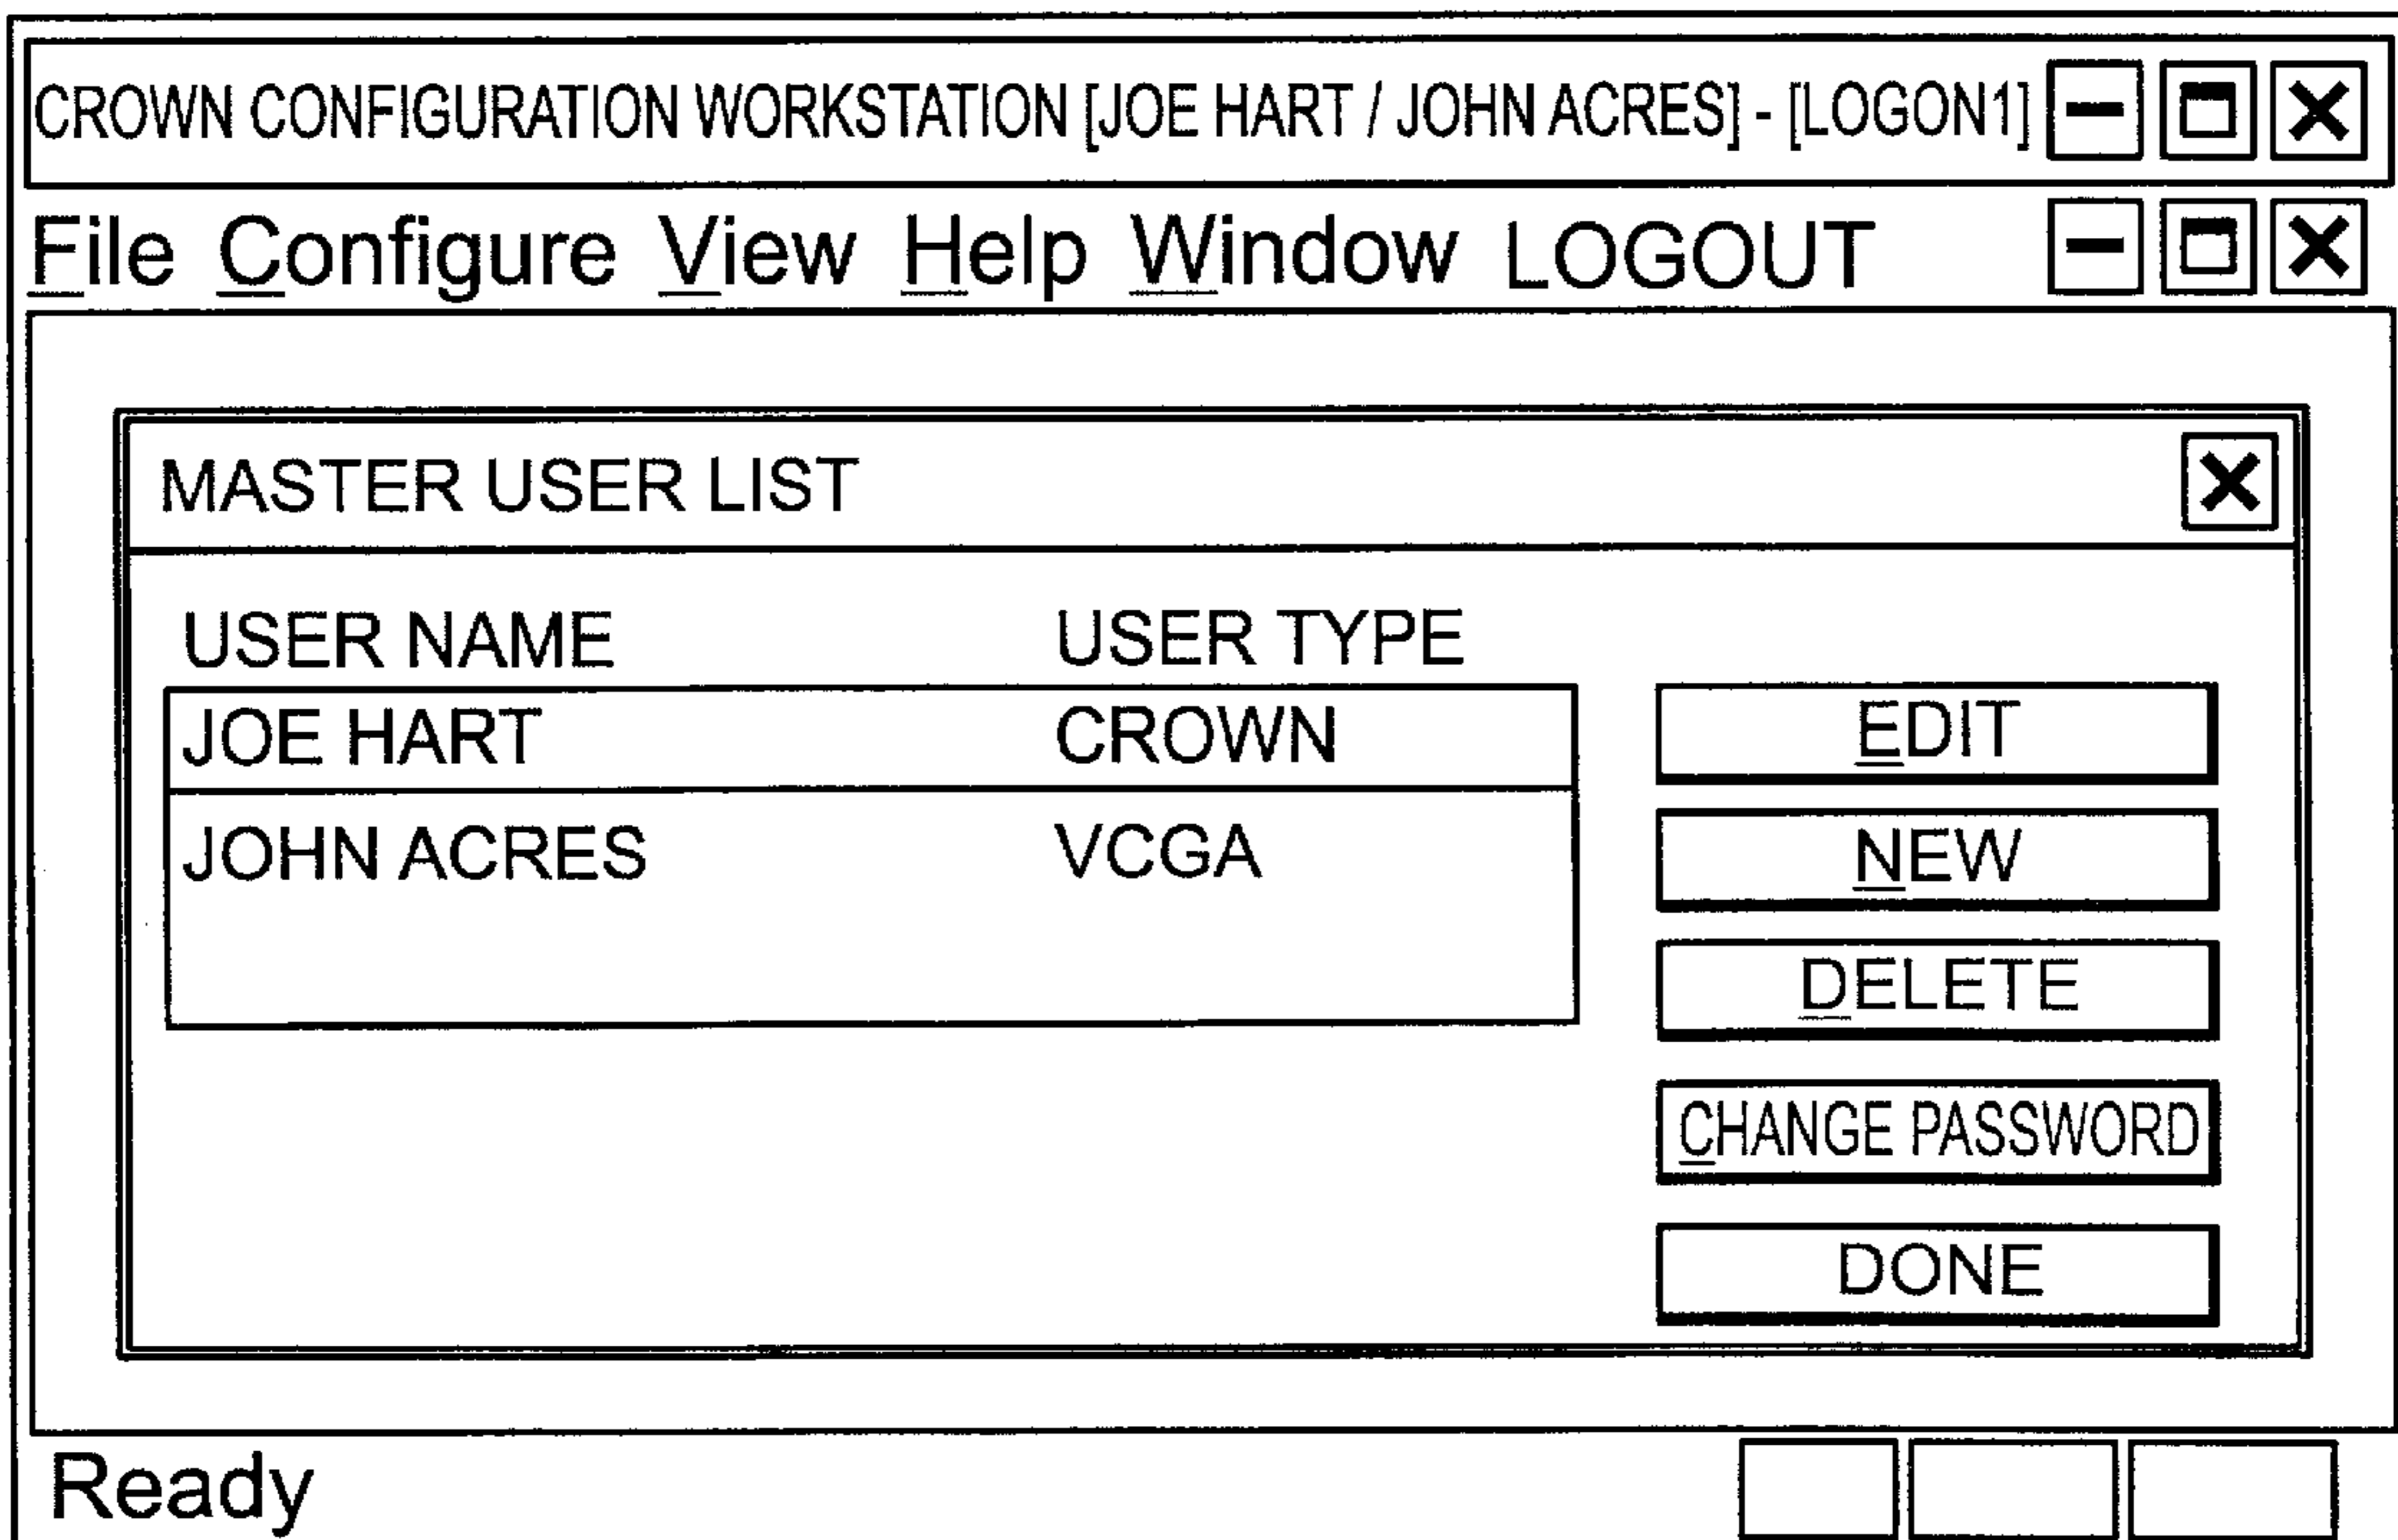 CROWN CONFIGURATION WORKSTATION [JOE HART / JOHN ACRES] - [LOGON1]
File Configure View Help Window LOGOUT
MASTER USER LIST
USER NAME USER TYPE
JOE HART CROWN EDIT
JOHN ACRES VCGA NEW
DELETE
CHANGE PASSWORD
DONE
Ready